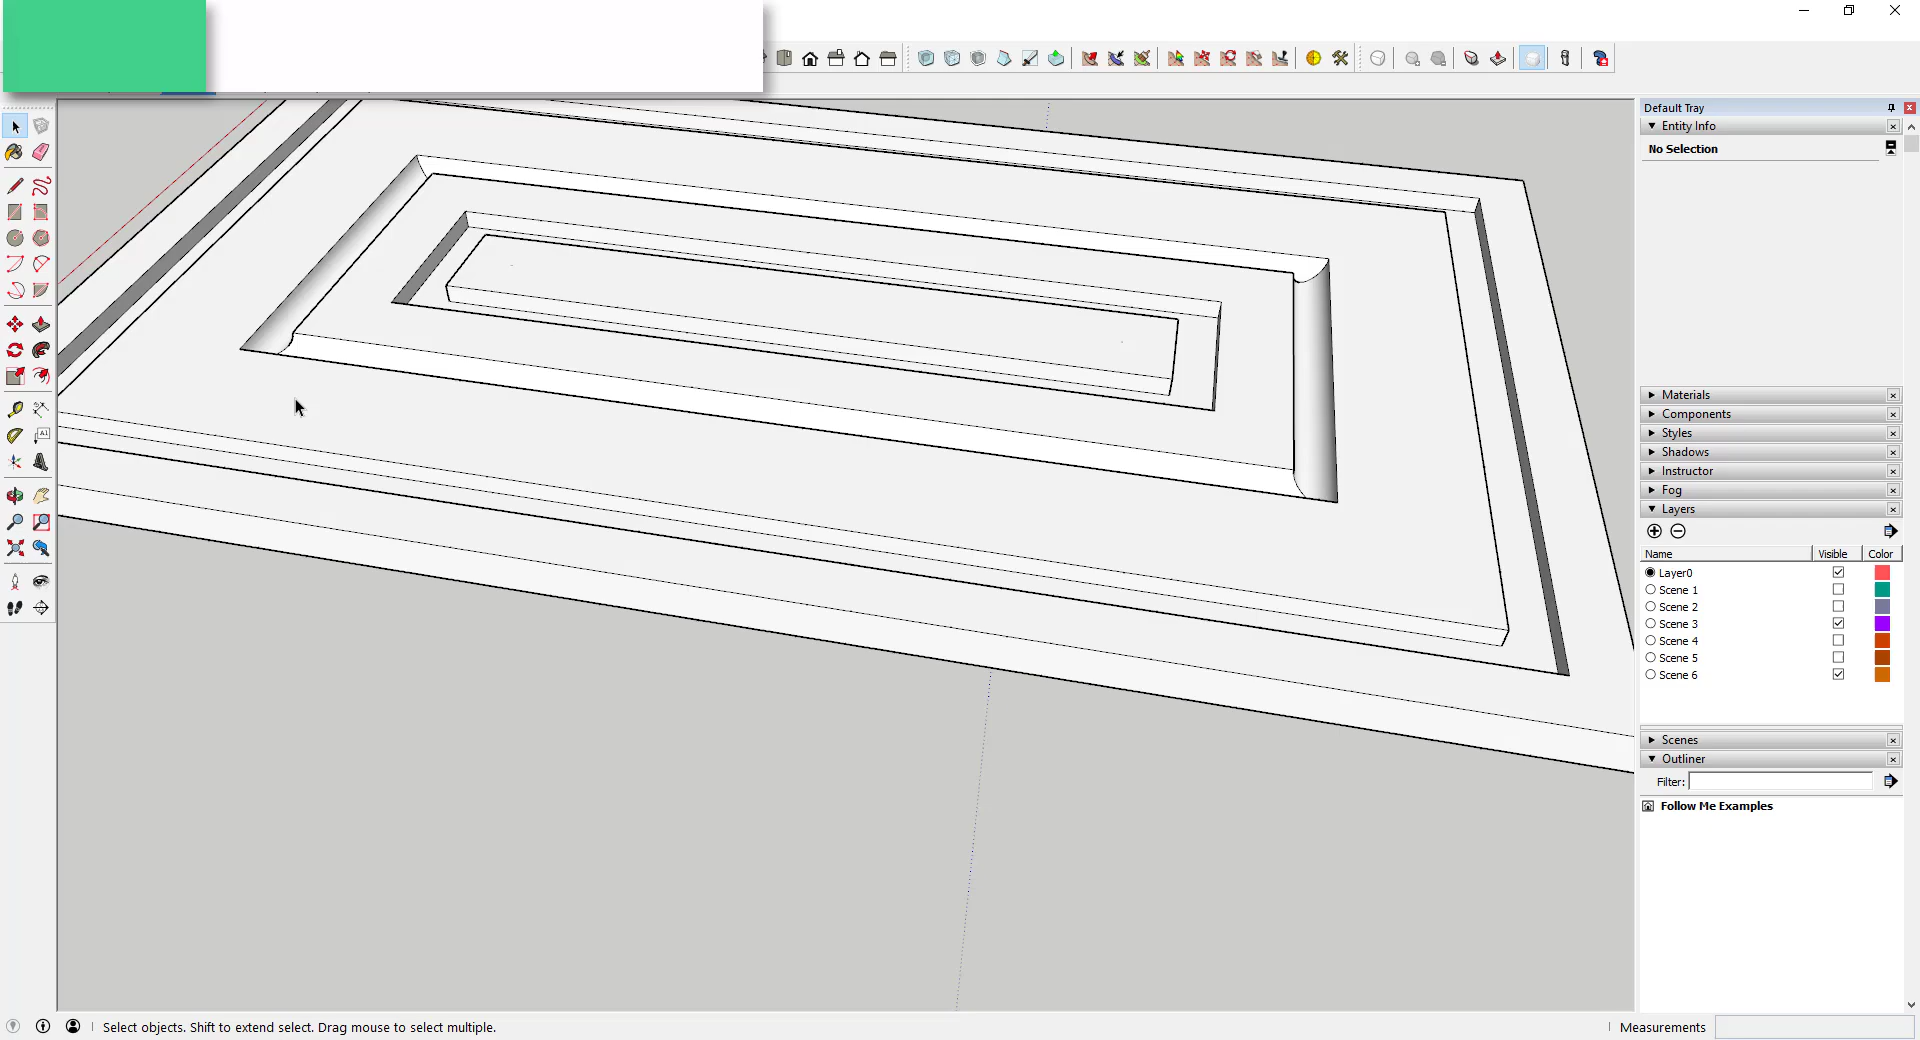 Default Tray
Entity Info
No Selection
A1
Materials
Components
Styles
Shadows
Instructor
Fog
Layers
Name Visible Color
Layer0
Scene 1
Scene 2
Scene 3
Scene 4
Scene 5
Scene 6
Scenes
Outliner
Filter:
Follow Me Examples
Select objects. Shift to extend select. Drag mouse to select multiple.
Measurements